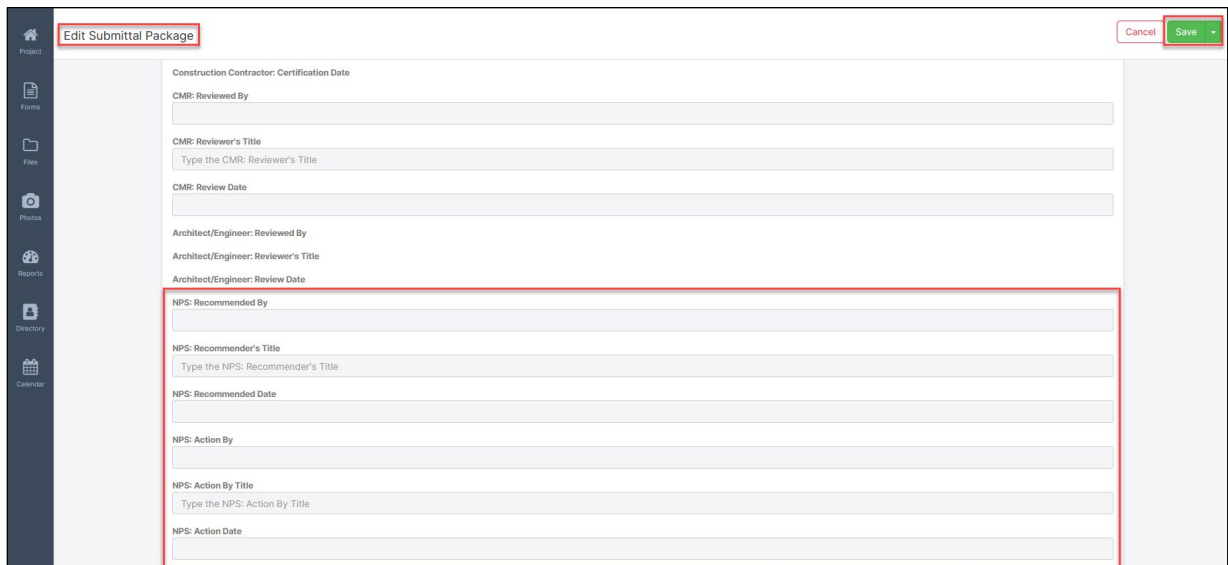 Edit Submittal Package
Cancel
Save
Project
Forms
Files
Photos
Reports
Directory
Calendar
Construction Contractor: Certification Date
CMR: Reviewed By
CMR: Reviewer's Title
Type the CMR: Reviewer's Title
CMR: Review Date
Architect/Engineer: Reviewed By
Architect/Engineer: Reviewer's Title
Architect/Engineer: Review Date
NPS: Recommended By
NPS: Recommender's Title
Type the NPS: Recommender's Title
NPS: Recommended Date
NPS: Action By
NPS: Action By Title
Type the NPS: Action By Title
NPS: Action Date